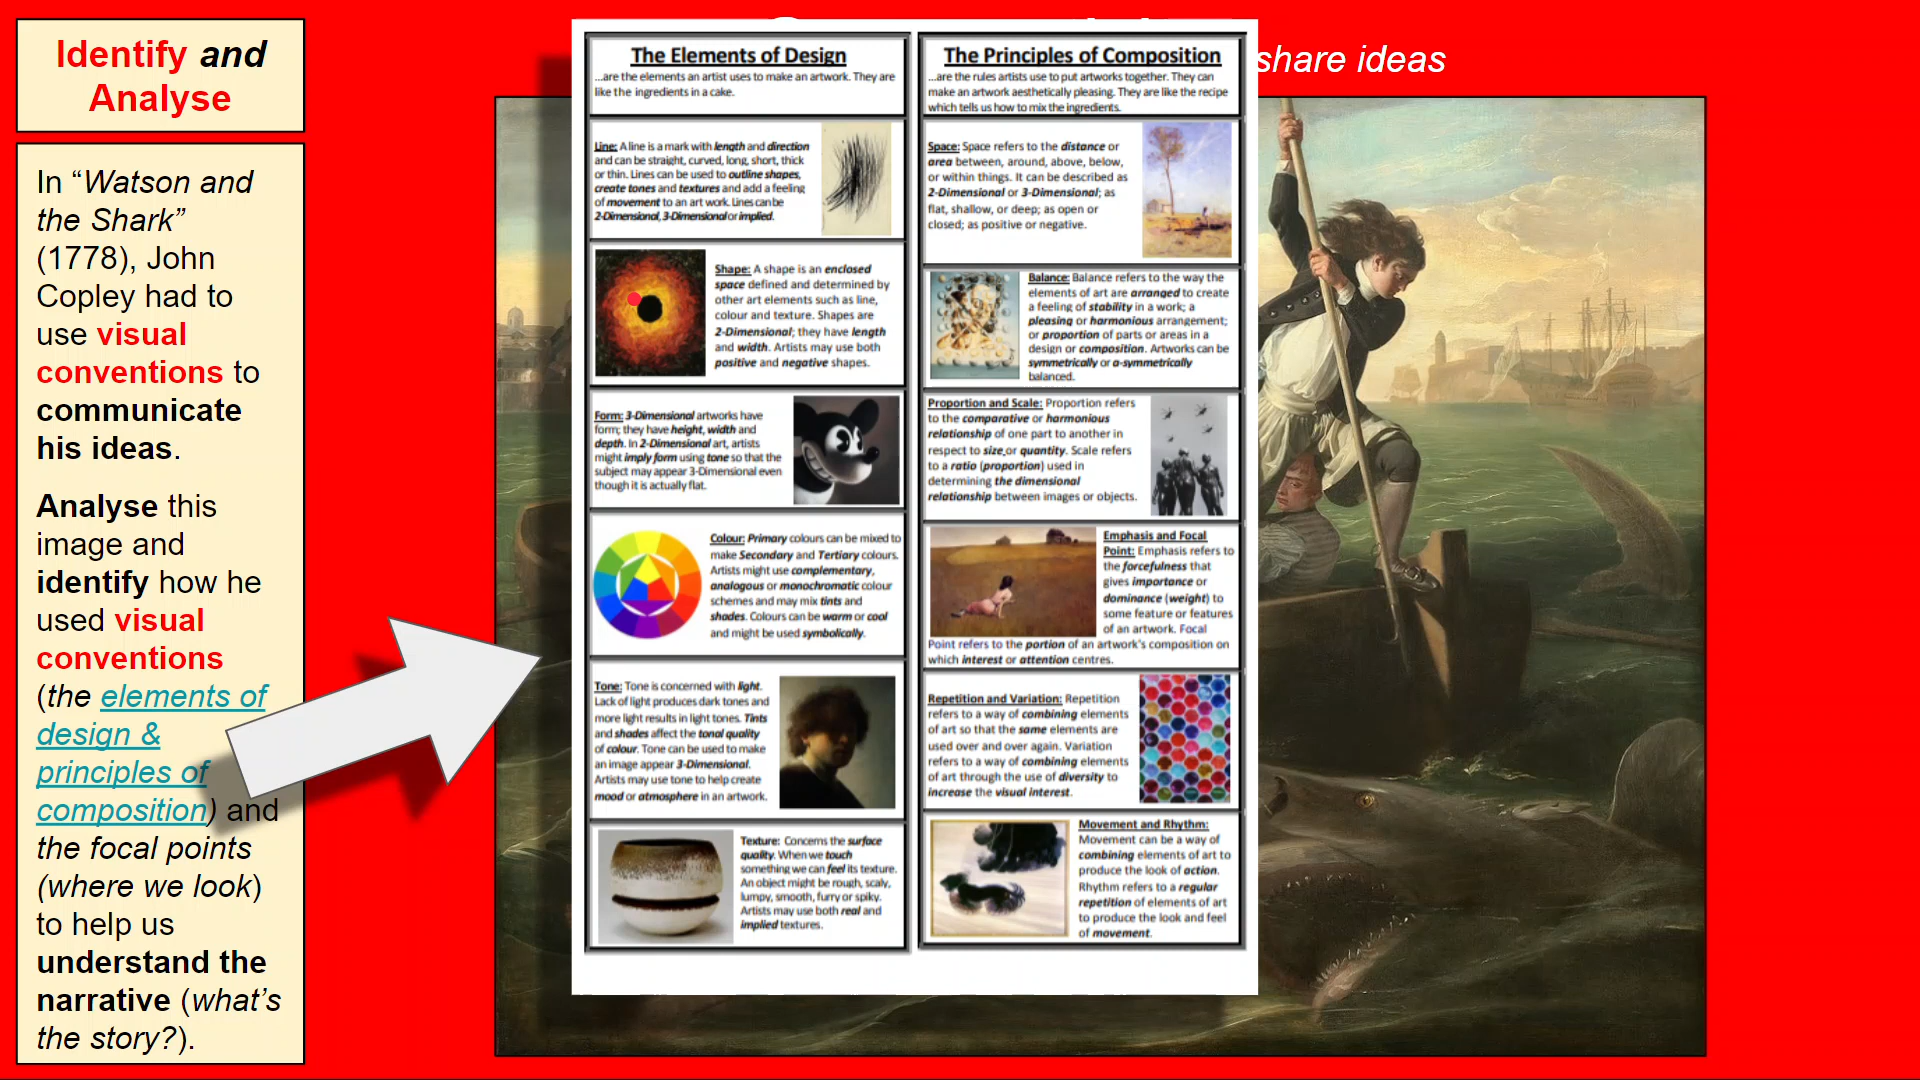 Identify and
Analyse
In “Watson and
the Shark”
(1778), John
Copley had to
use visual
conventions to
communicate
his ideas.
Analyse this
image and
identify how he
used visual
conventions
(the elements of
design &
principles of
composition) and
the focal points
(where we look)
to help us
understand the
narrative (what’s
the story?).
share ideas
The Elements of Design
...are the elements an artist uses to make an artwork. They are
like the ingredients in a cake.
Line: A line is a mark with length and direction
and can be straight, curved, long, short, thick
or thin. Lines can be used to outline shapes,
create tones and textures and add a feeling
of movement to an art work. Lines can be
2-Dimensional, 3-Dimensional or implied.
Shape: A shape is an enclosed
space defined and determined by
other art elements such as line,
colour and texture. Shapes are
2-Dimensional; they have length
and width. Artists may use both
positive and negative shapes.
Form: 3-Dimensional artworks have
form; they have height, width and
depth. In 2-Dimensional art, artists
might imply form using tone so that the
subject may appear 3-Dimensional even
though it is actually flat.
Colour: Primary colours can be mixed to
make Secondary and Tertiary colours.
Artists might use complementary,
analogous or monochromatic colour
schemes and may mix tints and
shades. Colours can be warm or cool
and might be used symbolically.
Tone: Tone is concerned with light.
Lack of light produces dark tones and
more light results in light tones. Tints
and shades affect the tonal quality
of colour. Tone can be used to make
an image appear 3-Dimensional.
Artists may use tone to help create
mood or atmosphere in an artwork.
Texture: Concerns the surface
quality. When we touch
something we can feel its texture.
An object might be rough, scaly,
lumpy, smooth, furry or spiky.
Artists may use both real and
implied textures.
The Principles of Composition
...are the rules artists use to put artworks together. They can
make an artwork aesthetically pleasing. They are like the recipe
which tells us how to mix the ingredients.
Space: Space refers to the distance or
area between, around, above, below,
or within things. It can be described as
2-Dimensional or 3-Dimensional; as
flat, shallow, or deep; as open or
closed; as positive or negative.
Balance: Balance refers to the way the
elements of art are arranged to create
a feeling of stability in a work; a
pleasing or harmonious arrangement;
or proportion of parts or areas in a
design or composition. Artworks can be
symmetrically or a-symmetrically
balanced.
Proportion and Scale: Proportion refers
to the comparative or harmonious
relationship of one part to another in
respect to size or quantity. Scale refers
to a ratio (proportion) used in
determining the dimensional
relationship between images or objects.
Emphasis and Focal
Point: Emphasis refers to
the forcefulness that
gives importance or
dominance (weight) to
some feature or features
of an artwork. Focal
Point refers to the portion of an artwork's composition on
which interest or attention centres.
Repetition and Variation: Repetition
refers to a way of combining elements
of art so that the same elements are
used over and over again. Variation
refers to a way of combining elements
of art through the use of diversity to
increase the visual interest.
Movement and Rhythm:
Movement can be a way of
combining elements of art to
produce the look of action.
Rhythm refers to a regular
repetition of elements of art
to produce the look and feel
of movement.